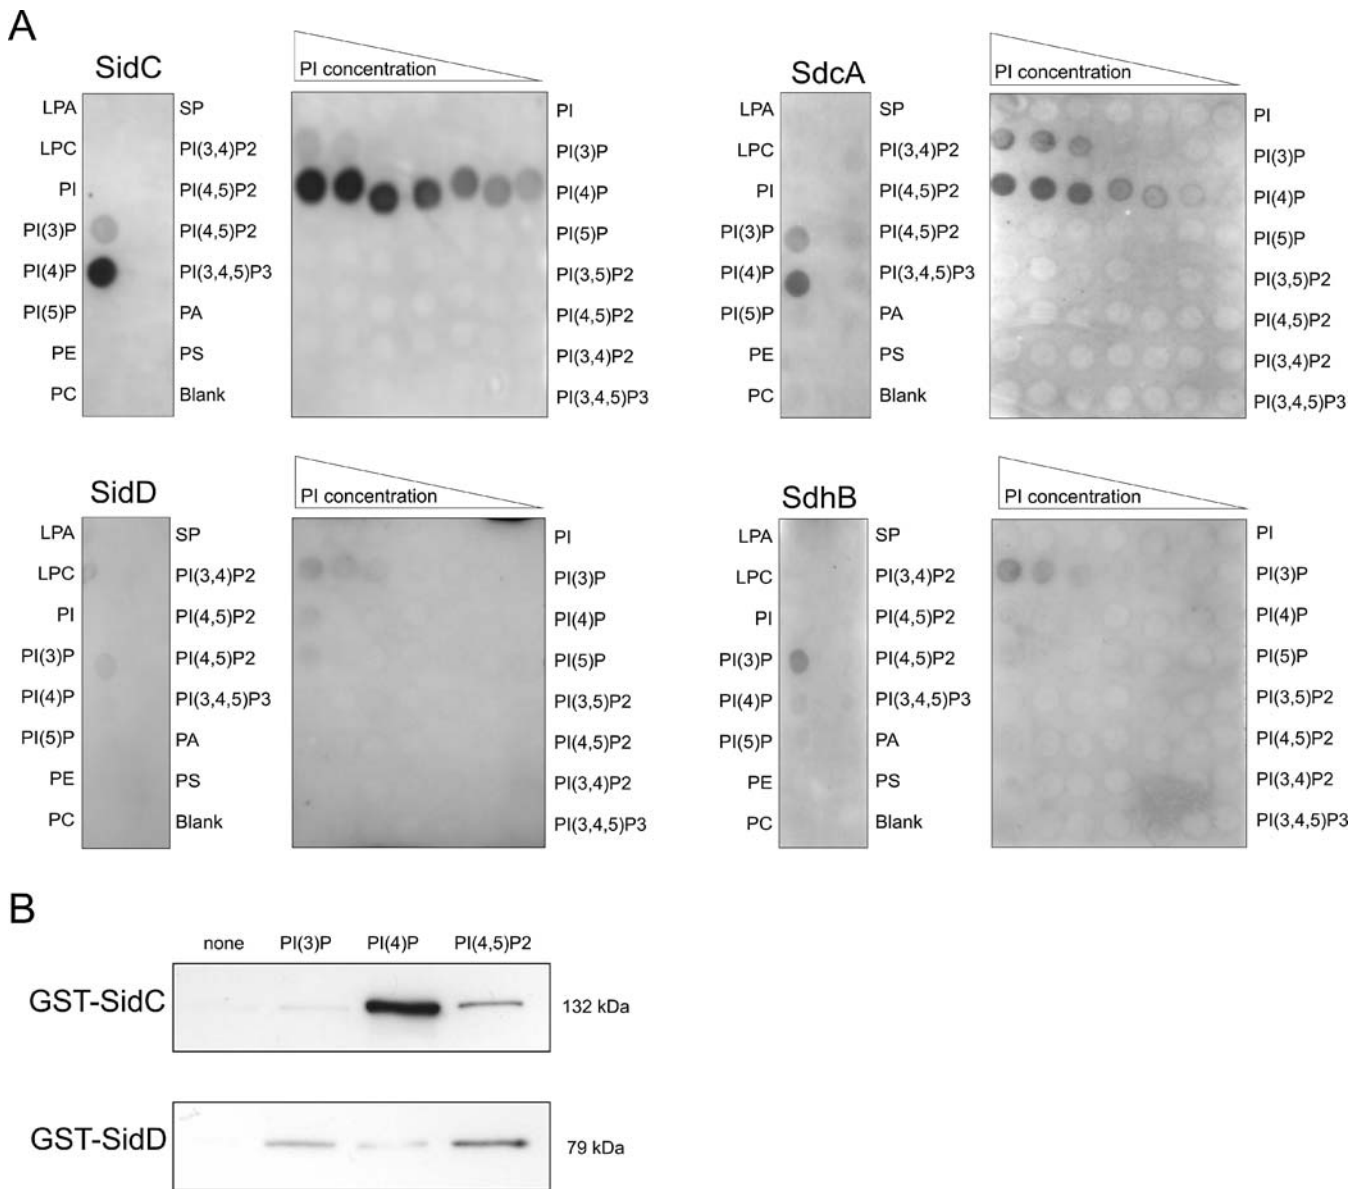 A
SidC
PI concentration
LPA
LPC
PI
PI(3)P
PI(4)P
PI(5)P
PE
PC
SP
PI(3,4)P2
PI(4,5)P2
PI(4,5)P2
PI(3,4,5)P3
PA
PS
Blank
PI
PI(3)P
PI(4)P
PI(5)P
PI(3,5)P2
PI(4,5)P2
PI(3,4)P2
PI(3,4,5)P3
SdcA
PI concentration
LPA
LPC
PI
PI(3)P
PI(4)P
PI(5)P
PE
PC
SP
PI(3,4)P2
PI(4,5)P2
PI(4,5)P2
PI(3,4,5)P3
PA
PS
Blank
PI
PI(3)P
PI(4)P
PI(5)P
PI(3,5)P2
PI(4,5)P2
PI(3,4)P2
PI(3,4,5)P3
SidD
PI concentration
LPA
LPC
PI
PI(3)P
PI(4)P
PI(5)P
PE
PC
SP
PI(3,4)P2
PI(4,5)P2
PI(4,5)P2
PI(3,4,5)P3
PA
PS
Blank
PI
PI(3)P
PI(4)P
PI(5)P
PI(3,5)P2
PI(4,5)P2
PI(3,4)P2
PI(3,4,5)P3
SdhB
PI concentration
LPA
LPC
PI
PI(3)P
PI(4)P
PI(5)P
PE
PC
SP
PI(3,4)P2
PI(4,5)P2
PI(4,5)P2
PI(3,4,5)P3
PA
PS
Blank
PI
PI(3)P
PI(4)P
PI(5)P
PI(3,5)P2
PI(4,5)P2
PI(3,4)P2
PI(3,4,5)P3
B
none PI(3)P PI(4)P PI(4,5)P2
GST-SidC 132 kDa
GST-SidD 79 kDa